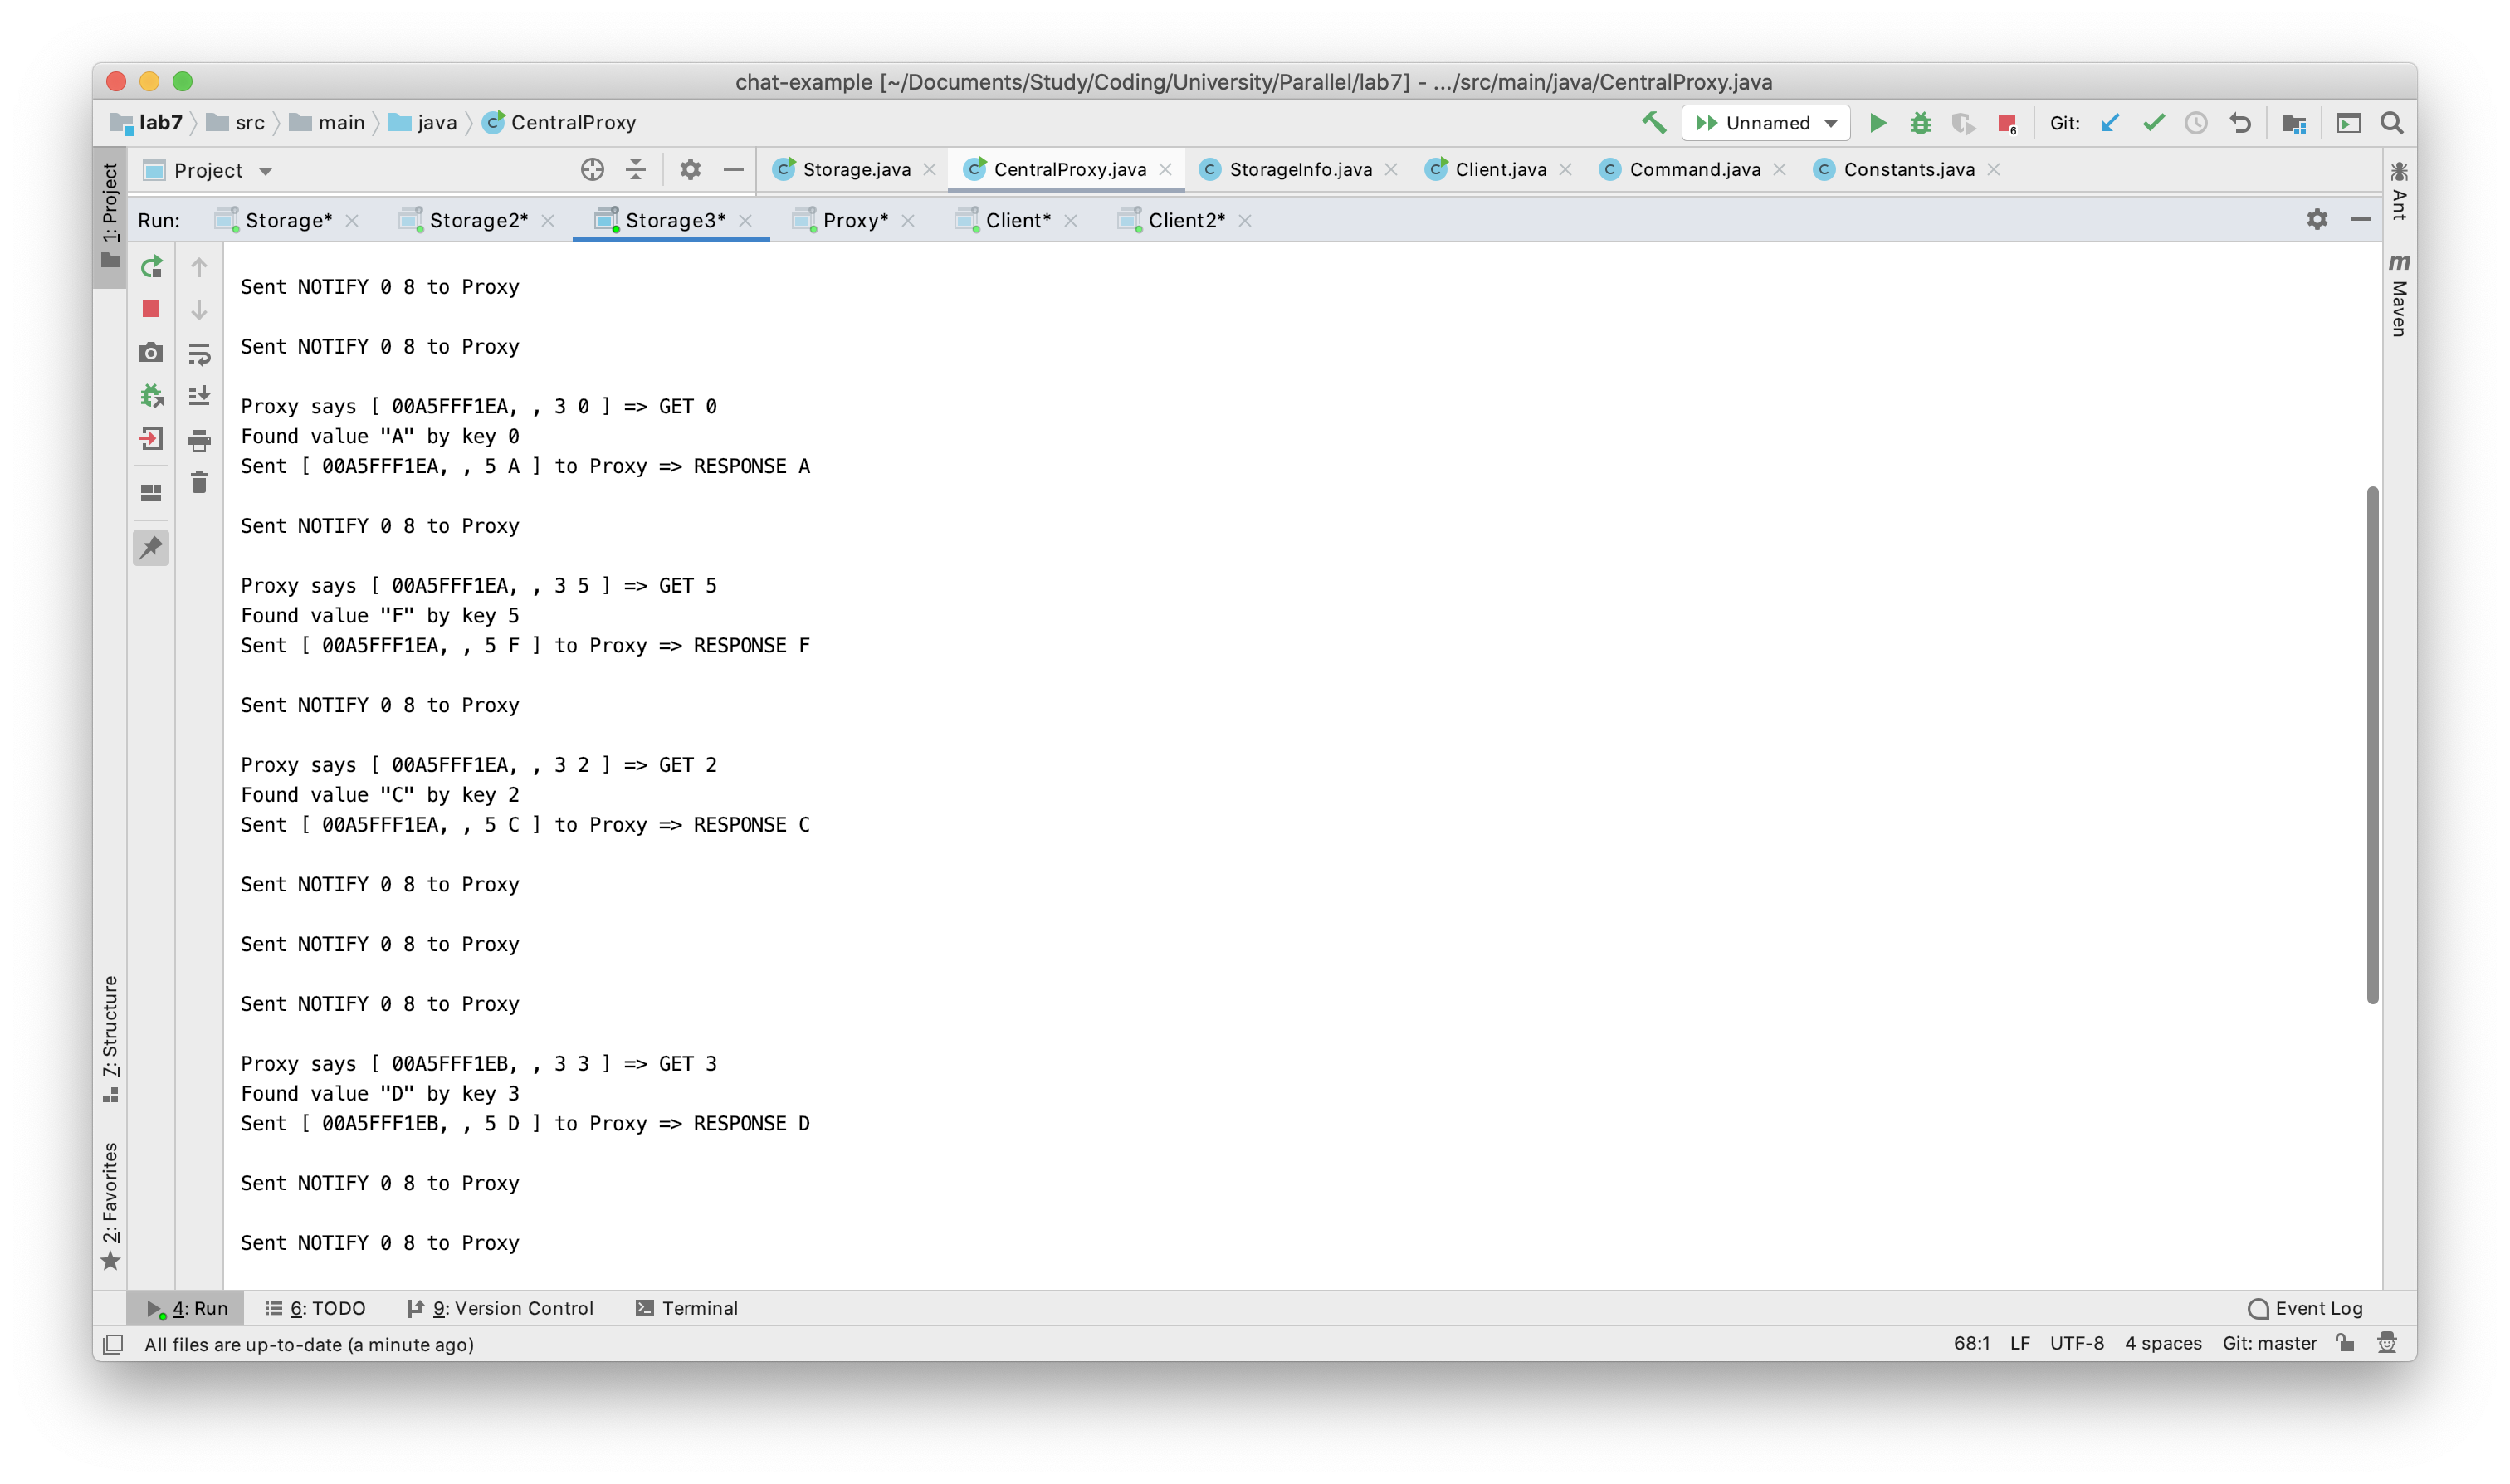 chat-example [~/Documents/Study/Coding/University/Parallel/lab7] - .../src/main/java/CentralProxy.java
lab7 src main java CentralProxy
Unnamed 6 Git:
Project Storage.java CentralProxy.java StorageInfo.java Client.java Command.java Constants.java
Run: Storage* Storage2* Storage3* Proxy* Client* Client2*
1: Project
7: Structure
2: Favorites
Ant
Maven
Sent NOTIFY 0 8 to Proxy
Sent NOTIFY 0 8 to Proxy
Proxy says [ 00A5FFF1EA, , 3 0 ] => GET 0
Found value "A" by key 0
Sent [ 00A5FFF1EA, , 5 A ] to Proxy => RESPONSE A
Sent NOTIFY 0 8 to Proxy
Proxy says [ 00A5FFF1EA, , 3 5 ] => GET 5
Found value "F" by key 5
Sent [ 00A5FFF1EA, , 5 F ] to Proxy => RESPONSE F
Sent NOTIFY 0 8 to Proxy
Proxy says [ 00A5FFF1EA, , 3 2 ] => GET 2
Found value "C" by key 2
Sent [ 00A5FFF1EA, , 5 C ] to Proxy => RESPONSE C
Sent NOTIFY 0 8 to Proxy
Sent NOTIFY 0 8 to Proxy
Sent NOTIFY 0 8 to Proxy
Proxy says [ 00A5FFF1EB, , 3 3 ] => GET 3
Found value "D" by key 3
Sent [ 00A5FFF1EB, , 5 D ] to Proxy => RESPONSE D
Sent NOTIFY 0 8 to Proxy
Sent NOTIFY 0 8 to Proxy
4: Run 6: TODO 9: Version Control Terminal Event Log
All files are up-to-date (a minute ago) 68:1 LF UTF-8 4 spaces Git: master